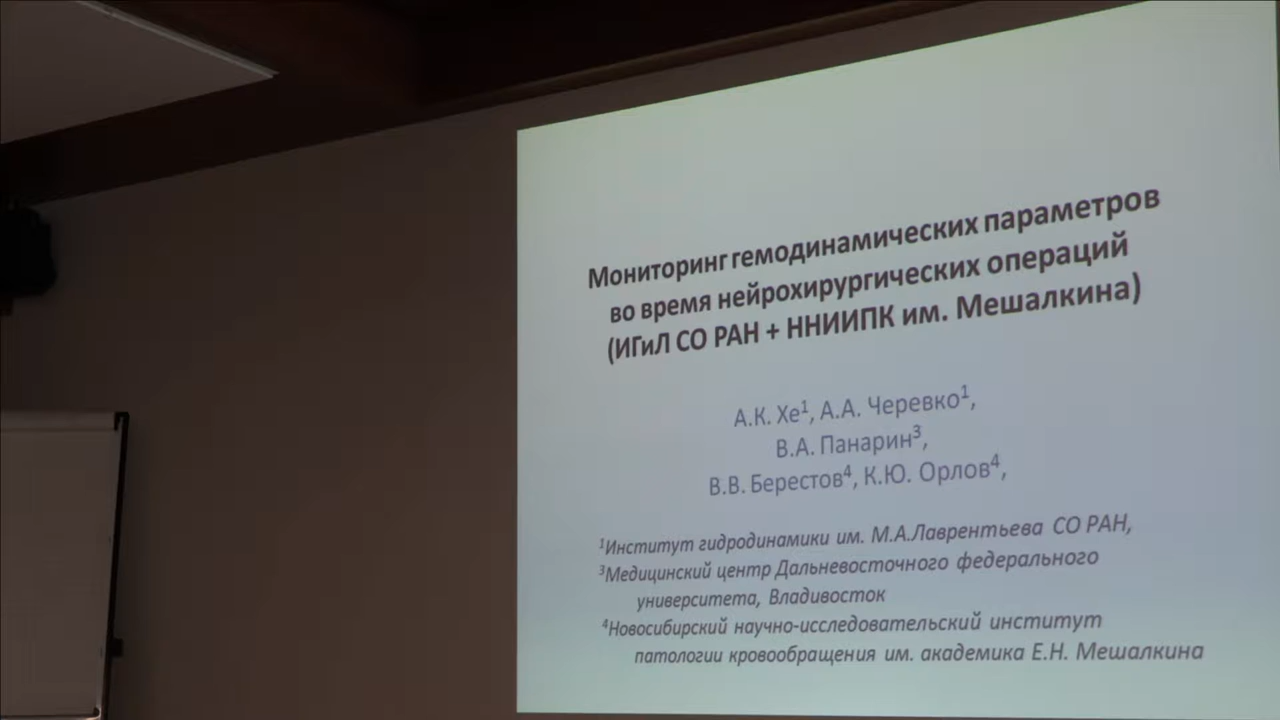 Мониторинг гемодинамических параметров
во время нейрохирургических операций
(ИГиЛ СО РАН + ННИИПК им. Мешалкина)
А.К. Хе¹, А.А. Черевко¹,
В.А. Панарин³,
В.В. Берестов⁴, К.Ю. Орлов⁴,
¹Институт гидродинамики им. М.А.Лаврентьева СО РАН,
³Медицинский центр Дальневосточного федерального
университета, Владивосток
⁴Новосибирский научно-исследовательский институт
патологии кровообращения им. академика Е.Н. Мешалкина